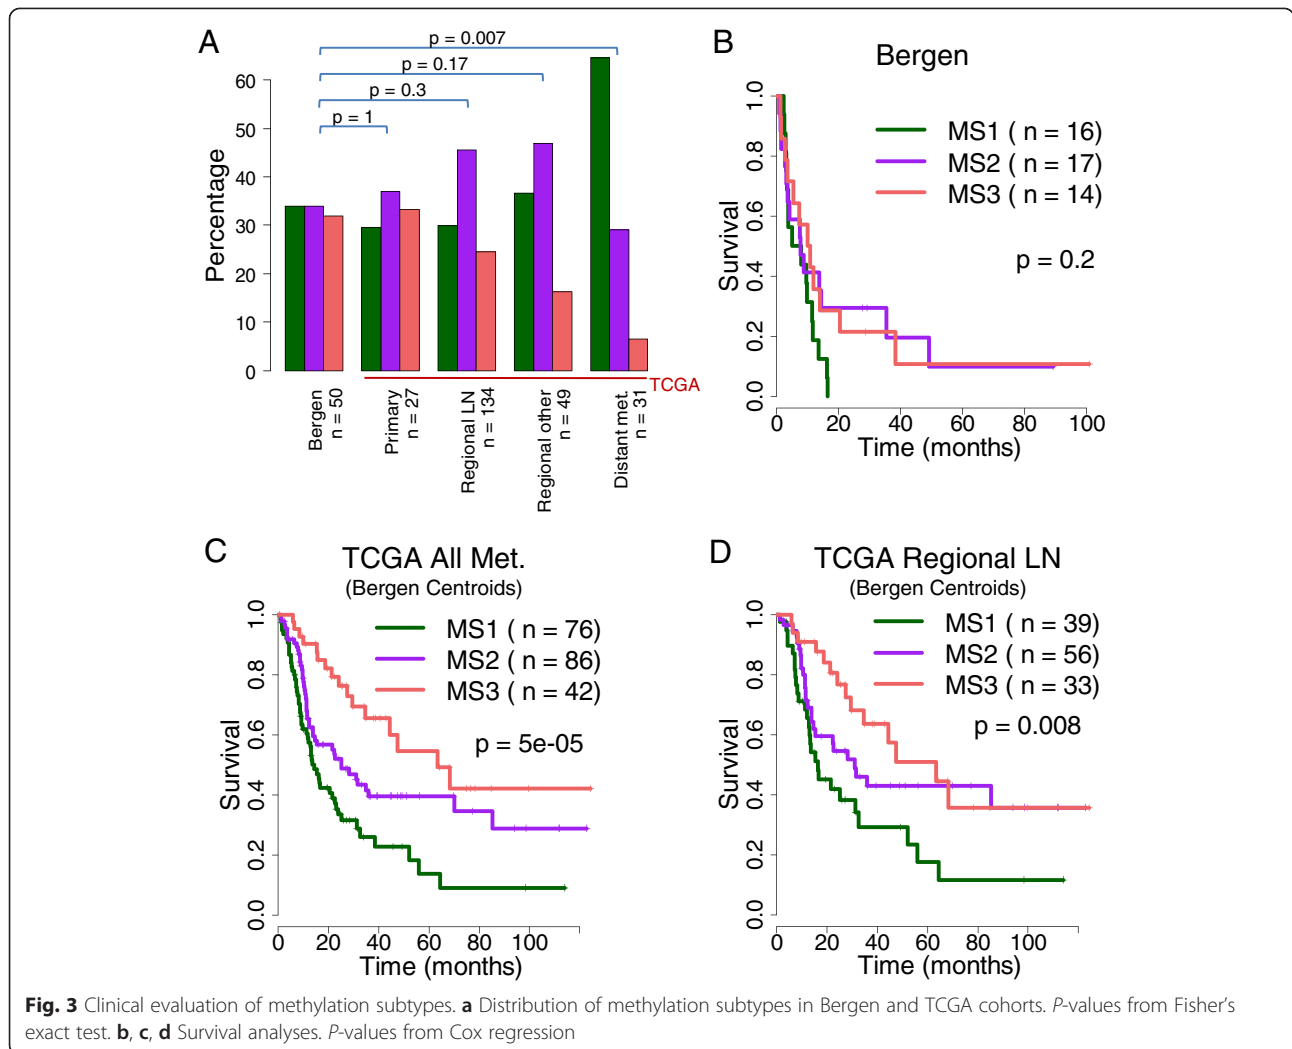 A
p = 0.007
p = 0.17
p = 0.3
p = 1
Percentage
60
50
40
30
20
10
0
Bergen
n = 50
Primary
n = 27
Regional LN
n = 134
Regional other
n = 49
Distant met.
n = 31
TCGA
B
Bergen
MS1 ( n = 16)
MS2 ( n = 17)
MS3 ( n = 14)
p = 0.2
Survival
1.0
0.8
0.6
0.4
0.2
0.0
0 20 40 60 80 100
Time (months)
C
TCGA All Met.
(Bergen Centroids)
MS1 ( n = 76)
MS2 ( n = 86)
MS3 ( n = 42)
p = 5e-05
Survival
1.0
0.8
0.6
0.4
0.2
0.0
0 20 40 60 80 100
Time (months)
D
TCGA Regional LN
(Bergen Centroids)
MS1 ( n = 39)
MS2 ( n = 56)
MS3 ( n = 33)
p = 0.008
Survival
1.0
0.8
0.6
0.4
0.2
0.0
0 20 40 60 80 100
Time (months)
Fig. 3 Clinical evaluation of methylation subtypes. a Distribution of methylation subtypes in Bergen and TCGA cohorts. P-values from Fisher's
exact test. b, c, d Survival analyses. P-values from Cox regression